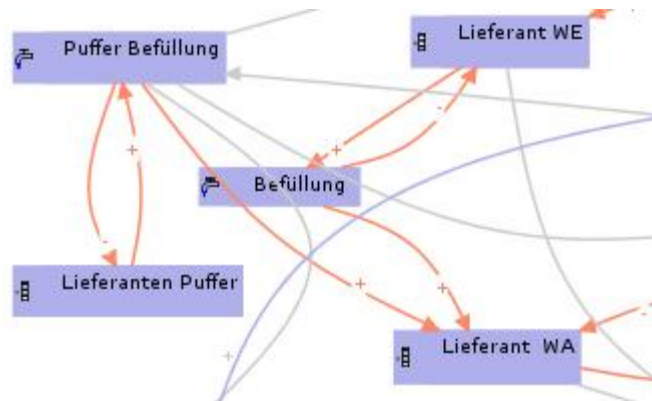 Lieferant WE
Puffer Befüllung
-
+
+
Befüllung
-
Lieferanten Puffer
+
+
-
Lieferant WA
+